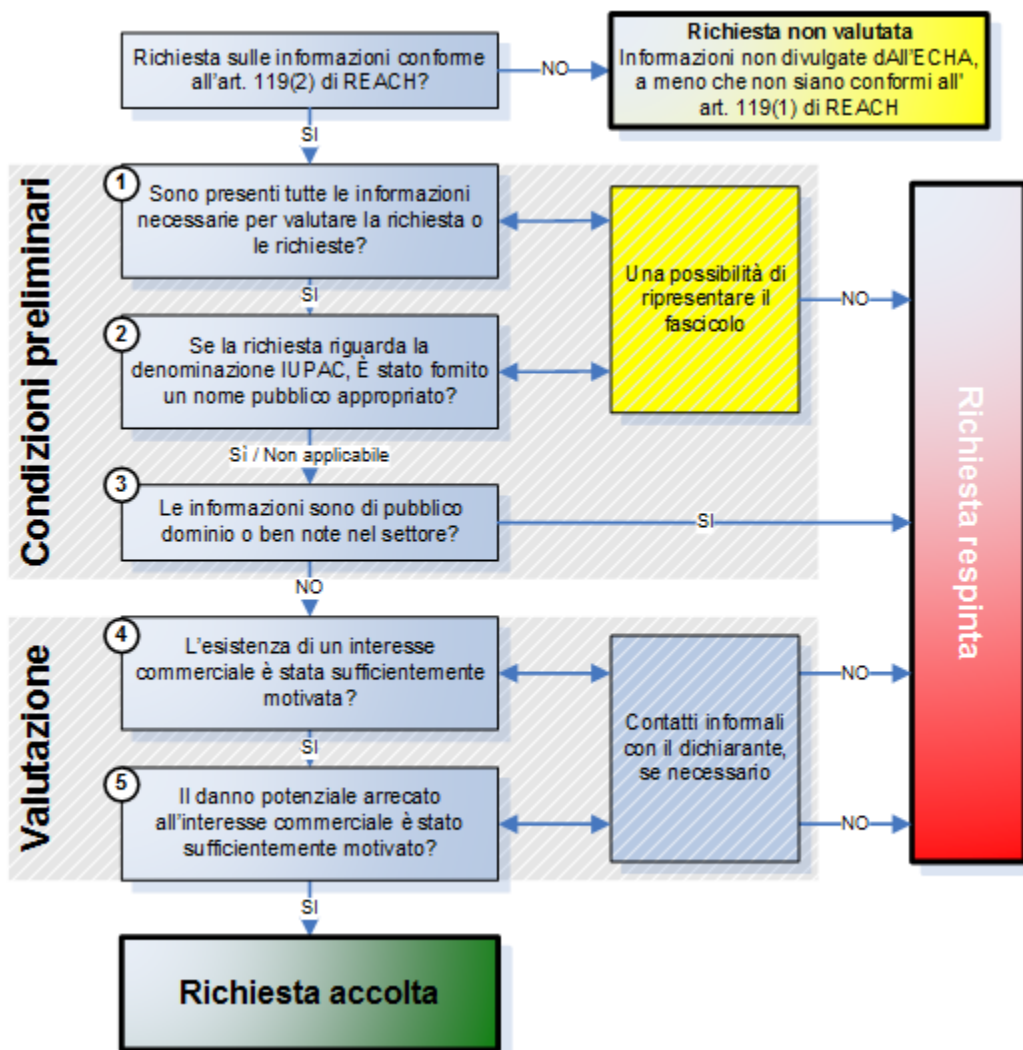 Richiesta sulle informazioni conforme
all'art. 119(2) di REACH?
NO
Richiesta non valutata
Informazioni non divulgate dAll'ECHA,
a meno che non siano conformi all'
art. 119(1) di REACH
SI
Condizioni preliminari
1
Sono presenti tutte le informazioni
necessarie per valutare la richiesta o
le richieste?
SI
2
Se la richiesta riguarda la
denominazione IUPAC, È stato fornito
un nome pubblico appropriato?
Una possibilità di
ripresentare il
fascicolo
NO
Sì / Non applicabile
3
Le informazioni sono di pubblico
dominio o ben note nel settore?
SI
NO
Richiesta respinta
Valutazione
4
L'esistenza di un interesse
commerciale è stata sufficientemente
motivata?
SI
5
Il danno potenziale arrecato
all'interesse commerciale è stato
sufficientemente motivato?
Contatti informali
con il dichiarante,
se necessario
NO
NO
SI
Richiesta accolta